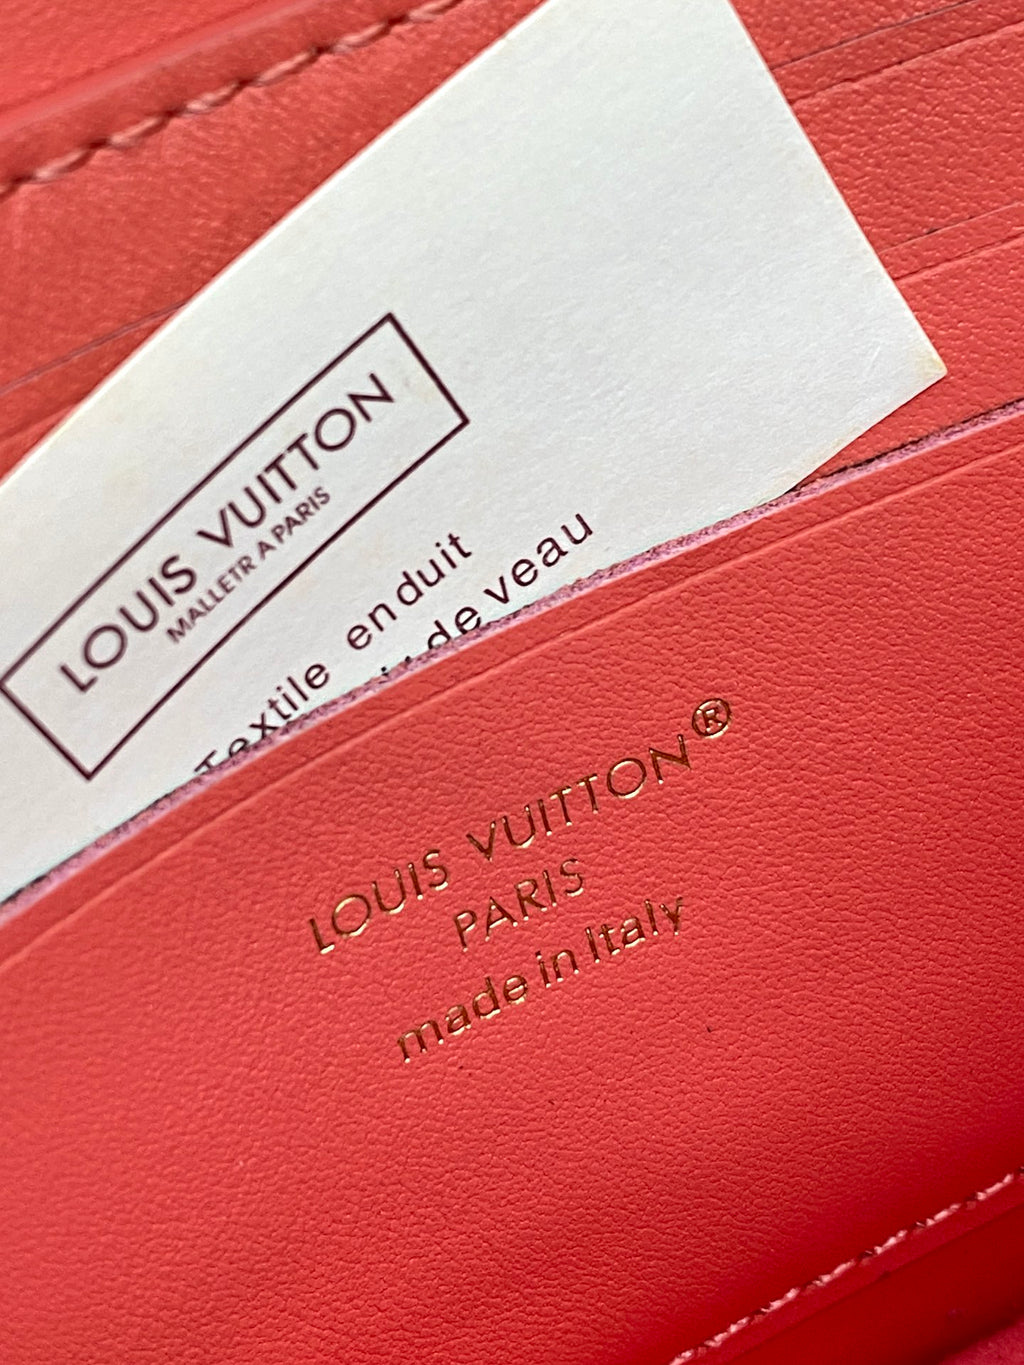 LOUIS VUITTON
MALLETR A PARIS
Textile enduit
de veau
LOUIS VUITTON®
PARIS
made in Italy